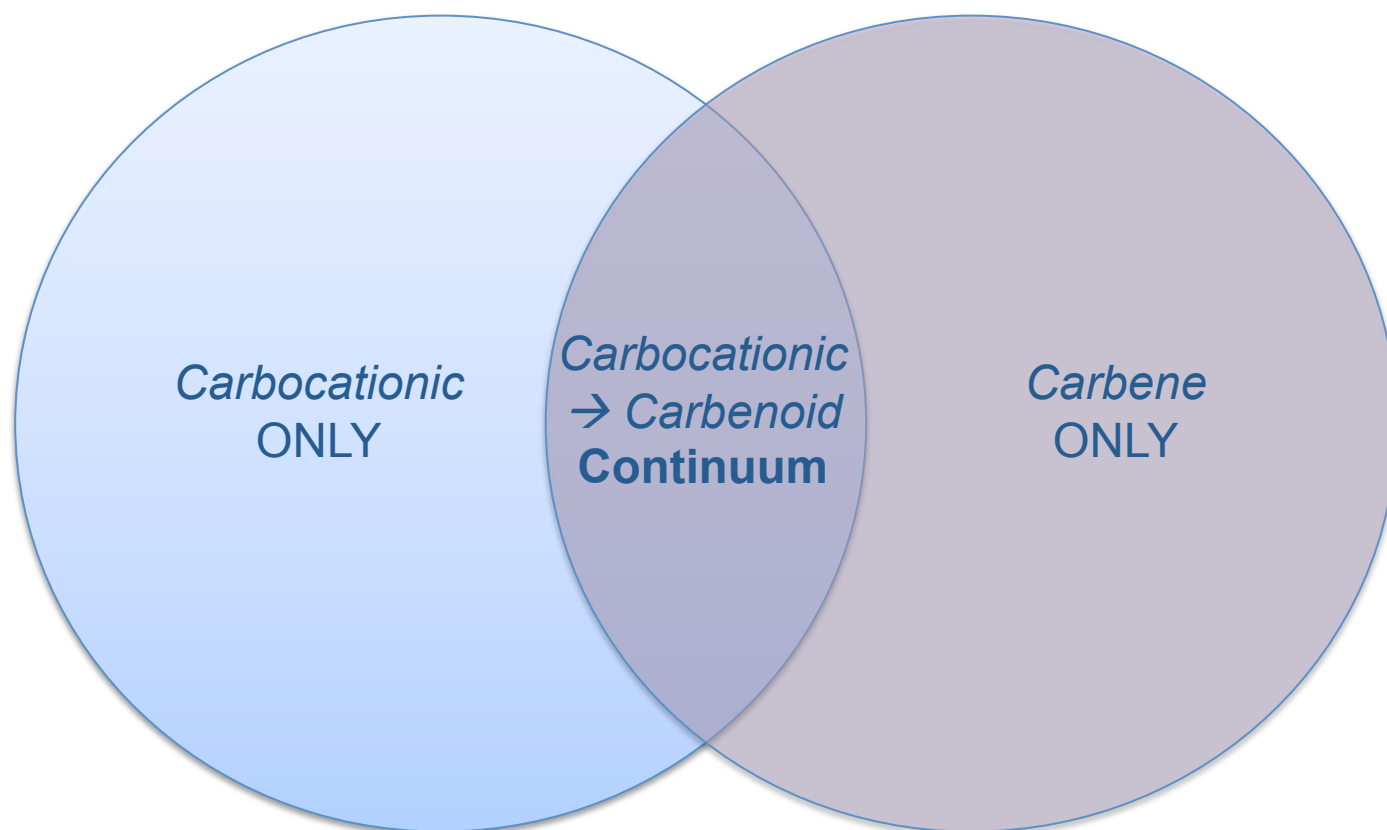 Carbocationic
ONLY
Carbocationic
→ Carbenoid
Continuum
Carbene
ONLY